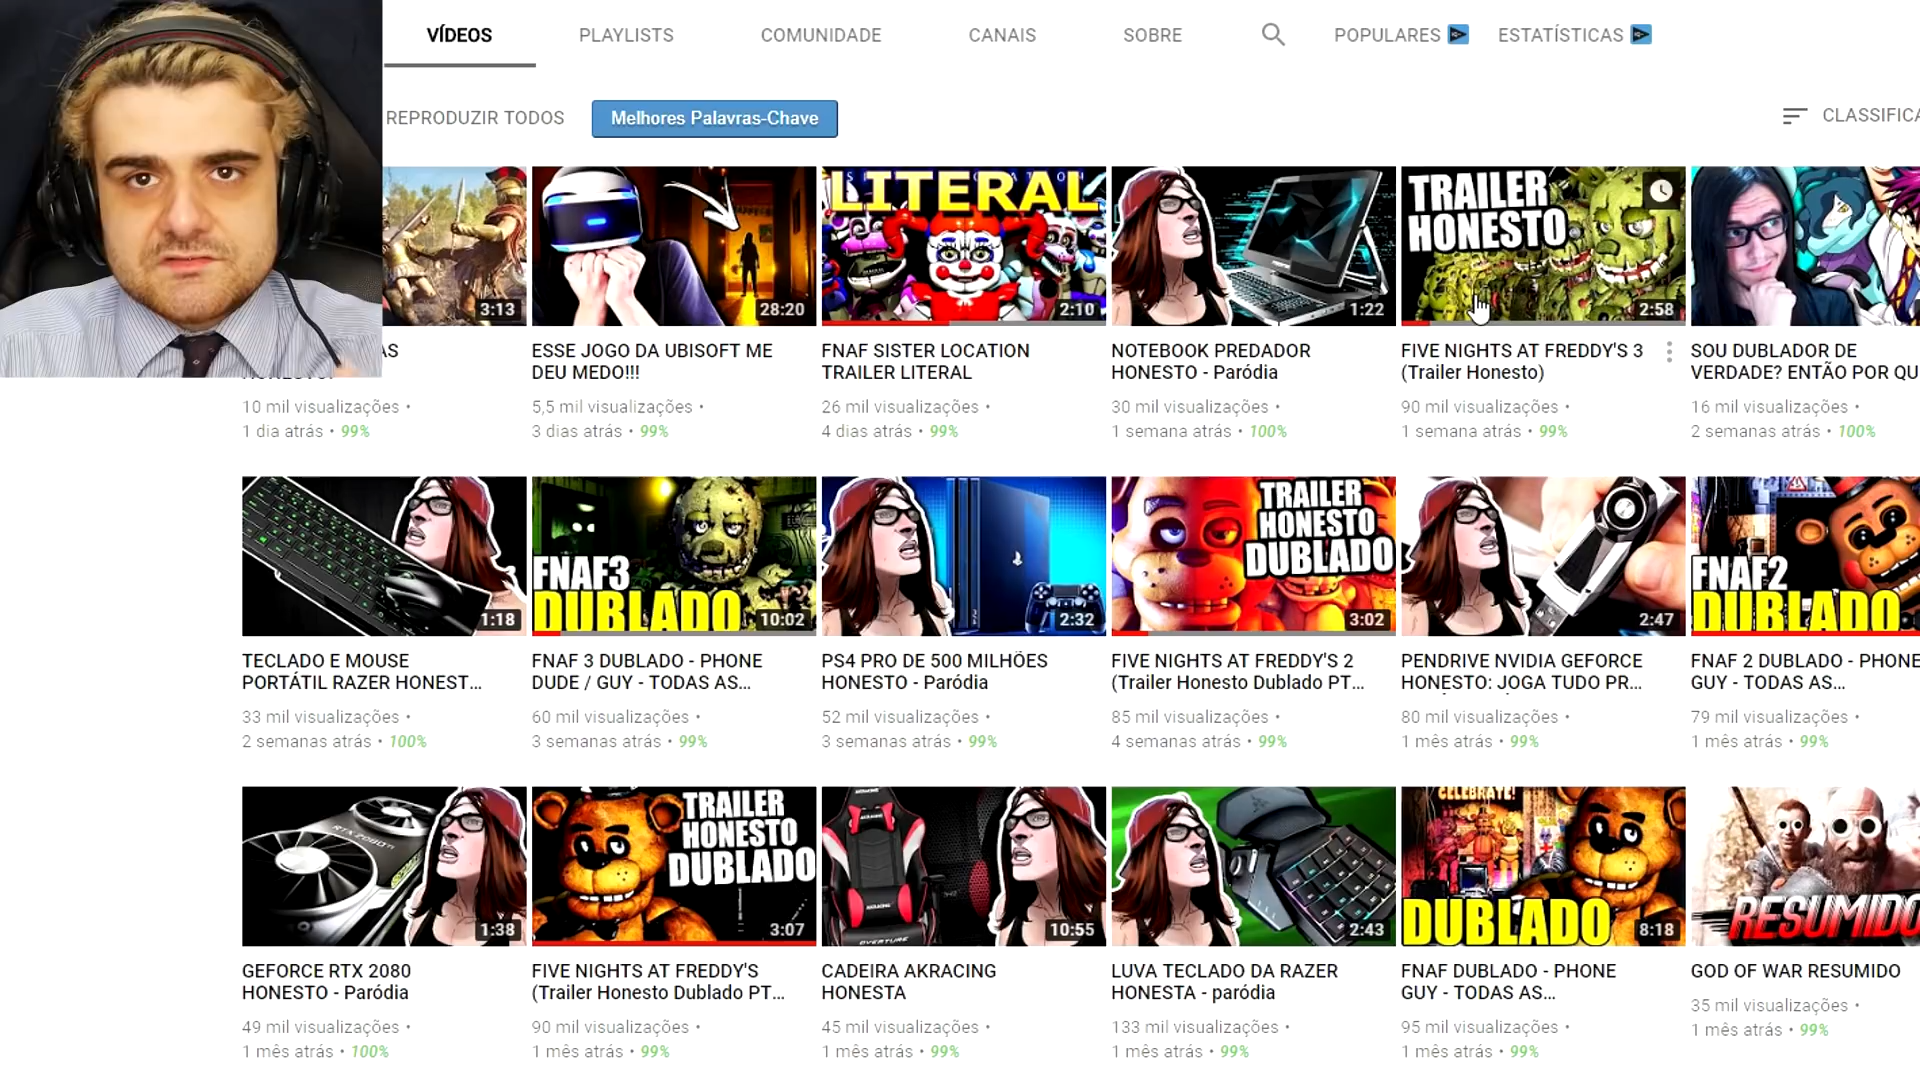 VÍDEOS
PLAYLISTS
COMUNIDADE
CANAIS
SOBRE
POPULARES
ESTATÍSTICAS
REPRODUZIR TODOS
Melhores Palavras-Chave
CLASSIFICA
3:13
28:20
LITERAL
2:10
1:22
TRAILER
HONESTO
2:58
AS
ESSE JOGO DA UBISOFT ME
DEU MEDO!!!
FNAF SISTER LOCATION
TRAILER LITERAL
NOTEBOOK PREDADOR
HONESTO - Paródia
FIVE NIGHTS AT FREDDY'S 3
(Trailer Honesto)
SOU DUBLADOR DE
VERDADE? ENTÃO POR QU
10 mil visualizações •
1 dia atrás • 99%
5,5 mil visualizações •
3 dias atrás • 99%
26 mil visualizações •
4 dias atrás • 99%
30 mil visualizações •
1 semana atrás • 100%
90 mil visualizações •
1 semana atrás • 99%
16 mil visualizações •
2 semanas atrás • 100%
1:18
FNAF3
DUBLADO
10:02
2:32
TRAILER
HONESTO
DUBLADO
3:02
2:47
FNAF2
DUBLADO
TECLADO E MOUSE
PORTÁTIL RAZER HONEST...
FNAF 3 DUBLADO - PHONE
DUDE / GUY - TODAS AS...
PS4 PRO DE 500 MILHÕES
HONESTO - Paródia
FIVE NIGHTS AT FREDDY'S 2
(Trailer Honesto Dublado PT...
PENDRIVE NVIDIA GEFORCE
HONESTO: JOGA TUDO PR...
FNAF 2 DUBLADO - PHONE
GUY - TODAS AS...
33 mil visualizações •
2 semanas atrás • 100%
60 mil visualizações •
3 semanas atrás • 99%
52 mil visualizações •
3 semanas atrás • 99%
85 mil visualizações •
4 semanas atrás • 99%
80 mil visualizações •
1 mês atrás • 99%
79 mil visualizações •
1 mês atrás • 99%
RTX 2080 Ti
1:38
TRAILER
HONESTO
DUBLADO
3:07
AKRACING
OVERTURE
10:55
2:43
CELEBRATE!
DUBLADO
8:18
RESUMIDO
GEFORCE RTX 2080
HONESTO - Paródia
FIVE NIGHTS AT FREDDY'S
(Trailer Honesto Dublado PT...
CADEIRA AKRACING
HONESTA
LUVA TECLADO DA RAZER
HONESTA - paródia
FNAF DUBLADO - PHONE
GUY - TODAS AS...
GOD OF WAR RESUMIDO
49 mil visualizações •
1 mês atrás • 100%
90 mil visualizações •
1 mês atrás • 99%
45 mil visualizações •
1 mês atrás • 99%
133 mil visualizações •
1 mês atrás • 99%
95 mil visualizações •
1 mês atrás • 99%
35 mil visualizações •
1 mês atrás • 99%